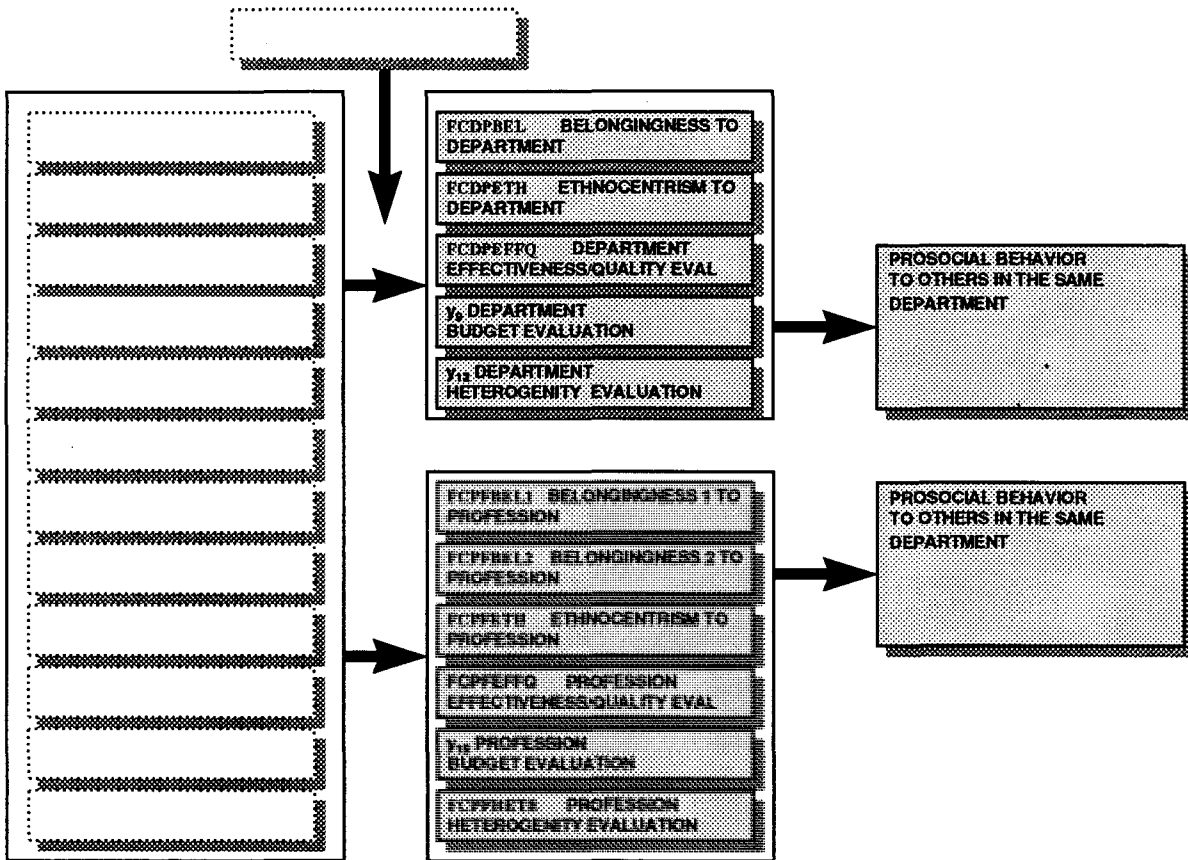 FCDPBEL BELONGINGNESS TO
DEPARTMENT
FCDPETH ETHNOCENTRISM TO
DEPARTMENT
FCDPEFFQ DEPARTMENT
EFFECTIVENESS/QUALITY EVAL
y9 DEPARTMENT
BUDGET EVALUATION
y12 DEPARTMENT
HETEROGENITY EVALUATION
PROSOCIAL BEHAVIOR
TO OTHERS IN THE SAME
DEPARTMENT
FCPFBEL1 BELONGINGNESS 1 TO
PROFESSION
FCPFBEL2 BELONGINGNESS 2 TO
PROFESSION
FCPFETH ETHNOCENTRISM TO
PROFESSION
FCPFEFFQ PROFESSION
EFFECTIVENESS/QUALITY EVAL
PROFESSION
BUDGET EVALUATION
FCPFHETE PROFESSION
HETEROGENITY EVALUATION
PROSOCIAL BEHAVIOR
TO OTHERS IN THE SAME
DEPARTMENT